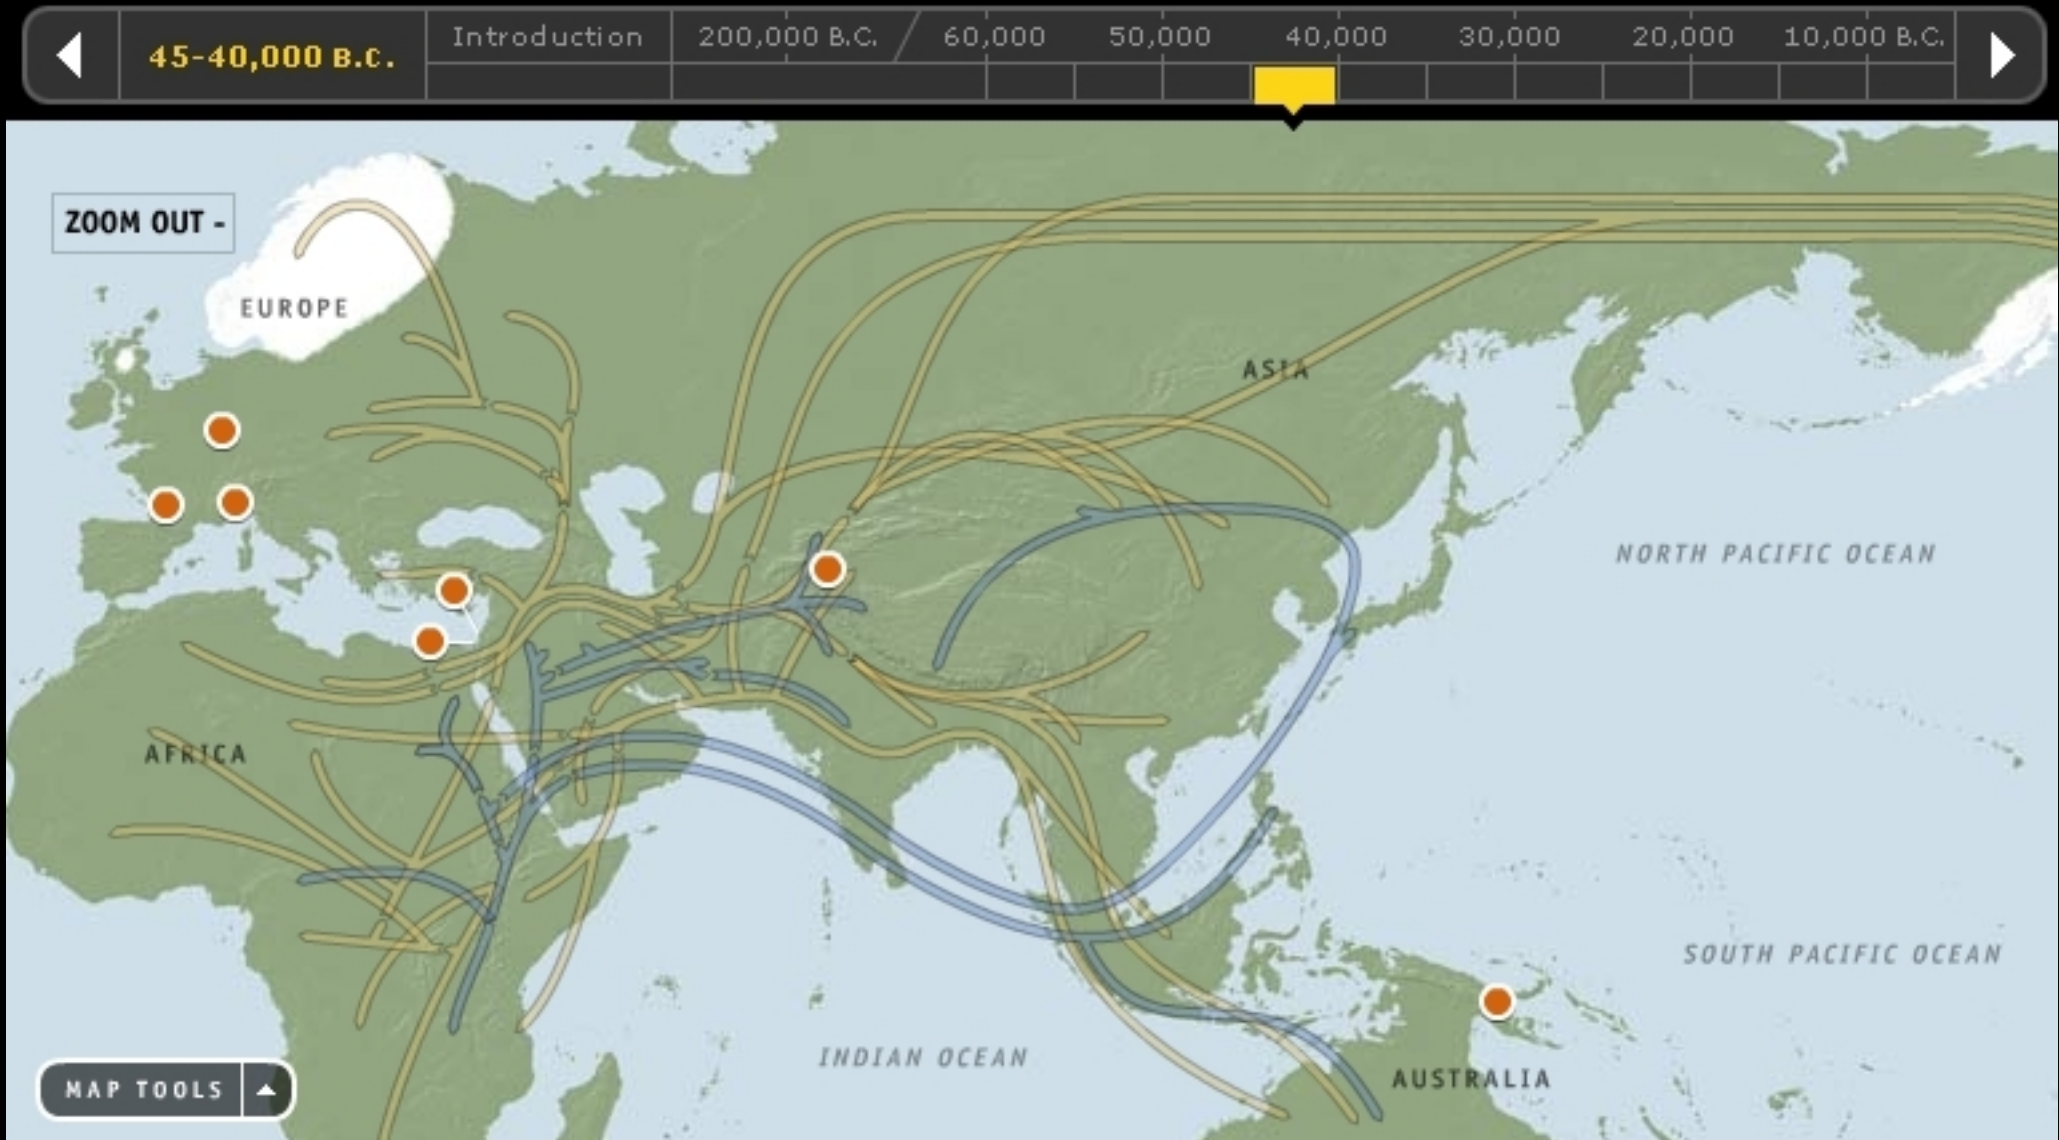 45-40,000 B.C.
Introduction
200,000 B.C.
60,000
50,000
40,000
30,000
20,000
10,000 B.C.
ZOOM OUT -
EUROPE
ASIA
NORTH PACIFIC OCEAN
AFRICA
SOUTH PACIFIC OCEAN
INDIAN OCEAN
AUSTRALIA
MAP TOOLS